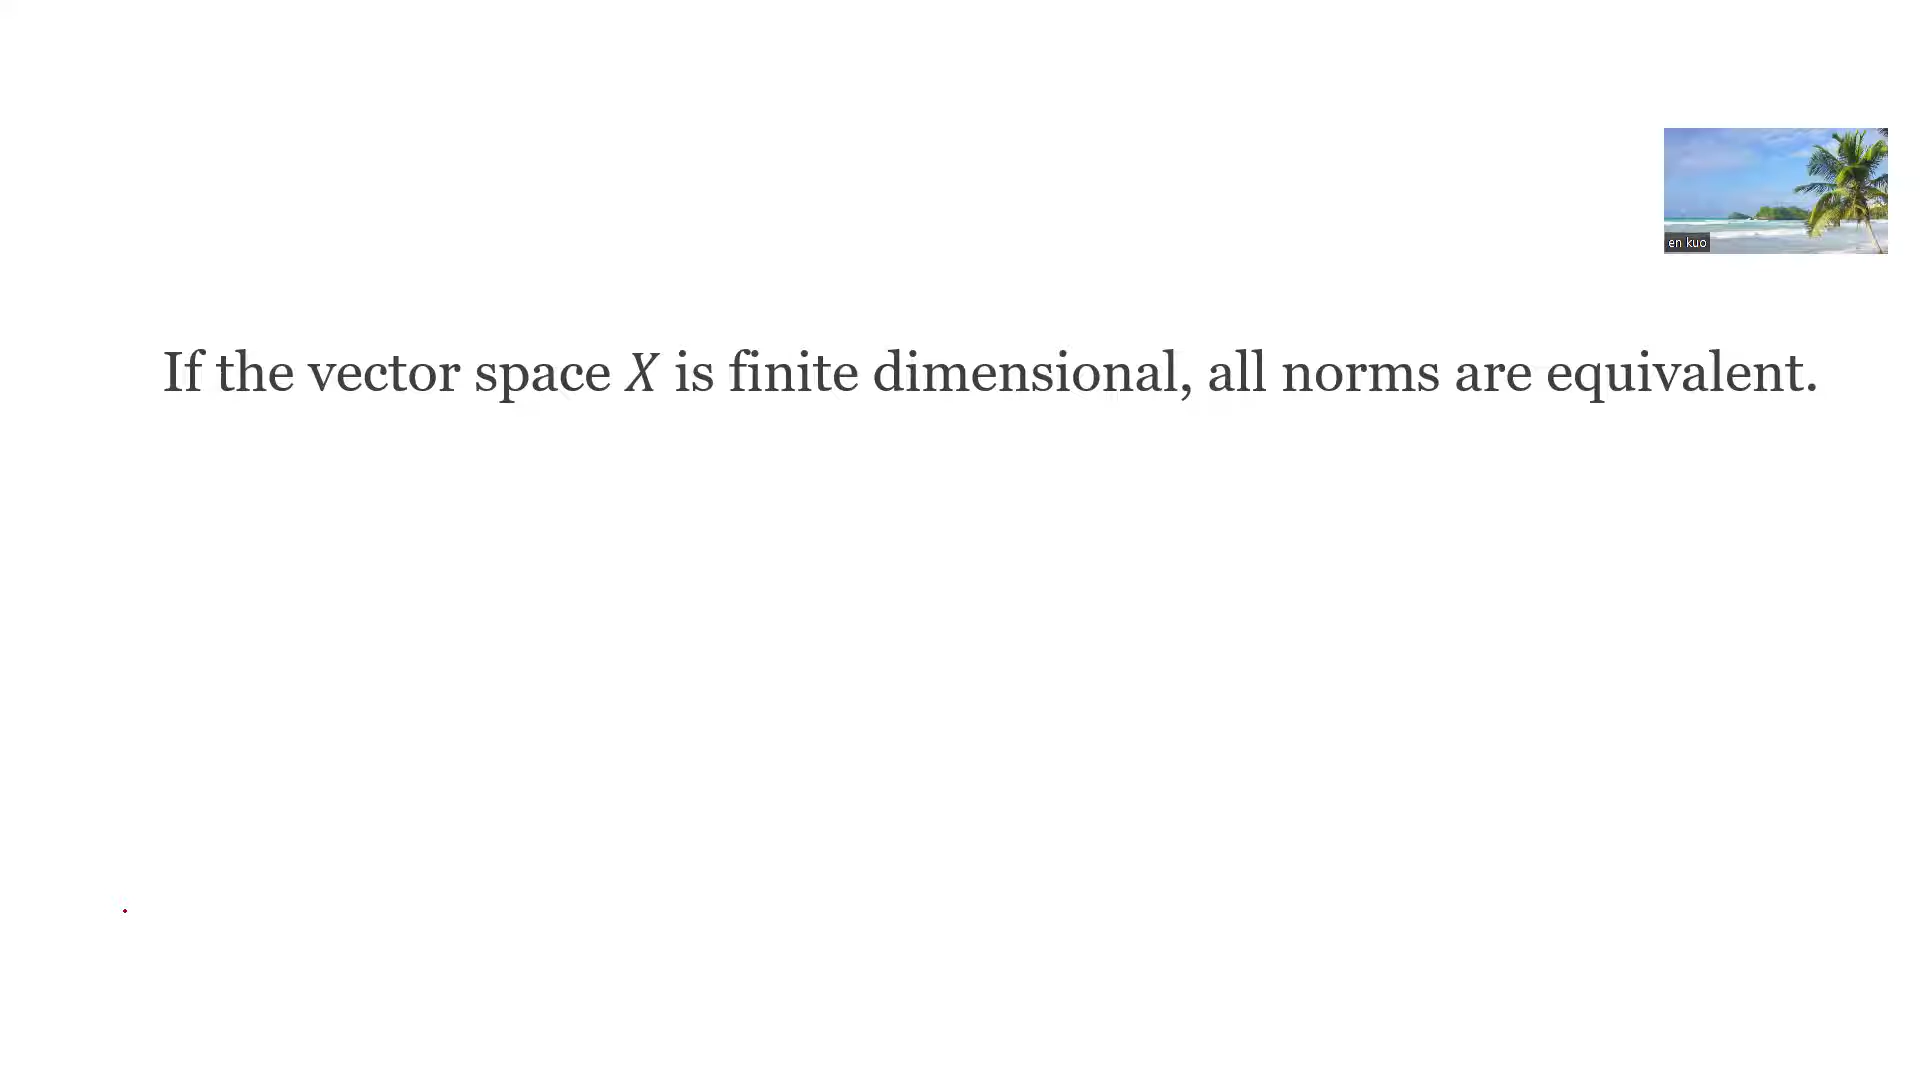 en kuo
If the vector space X is finite dimensional, all norms are equivalent.